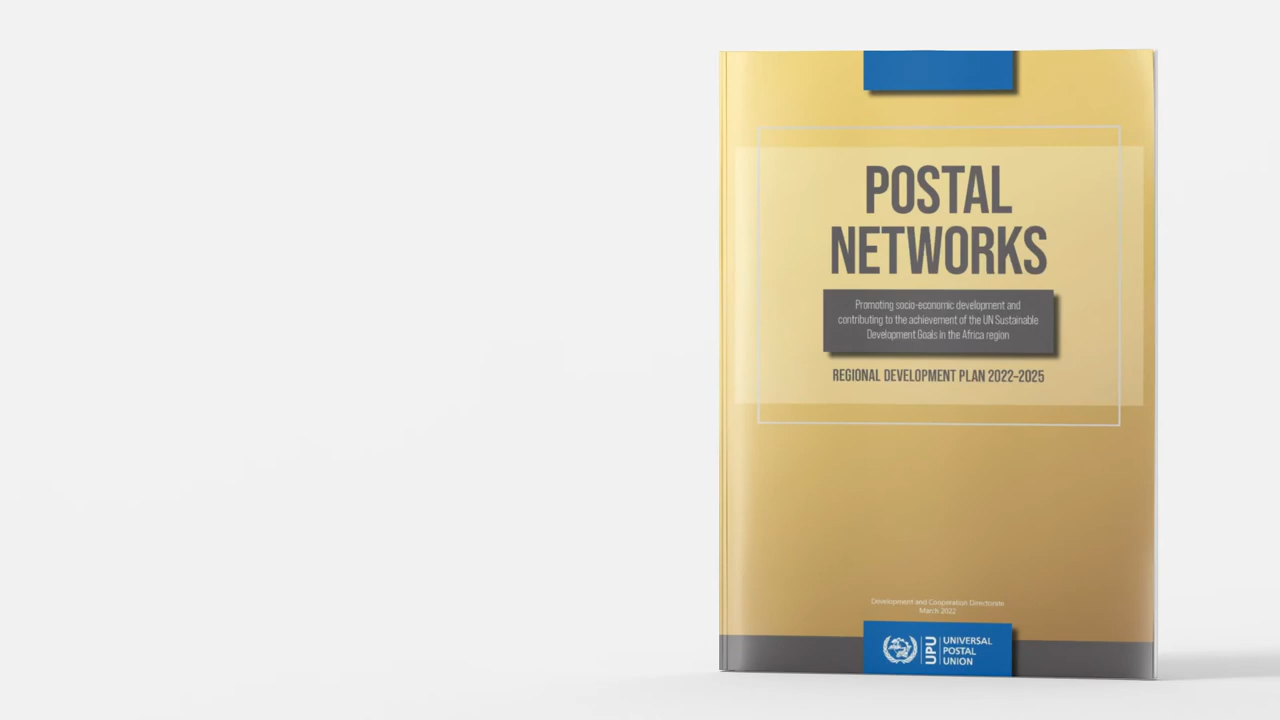 POSTAL
NETWORKS
Promoting socio-economic development and
contributing to the achievement of the UN Sustainable
Development Goals in the Africa region
REGIONAL DEVELOPMENT PLAN 2022–2025
Development and Cooperation Directorate
March 2022
UPU
UNIVERSAL
POSTAL
UNION